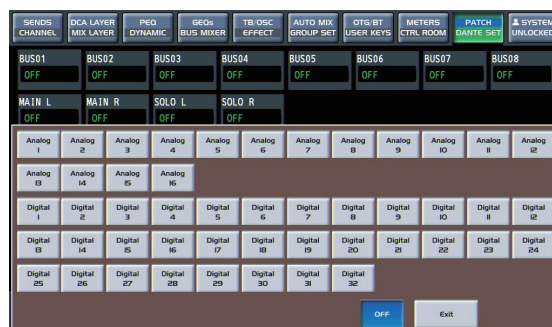 SENDS DCA LAYER PEQ GEQs TB/OSC AUTO MIX OTG/BT METERS PATCH SYSTEM
CHANNEL MIX LAYER DYNAMIC BUS MIXER EFFECT GROUP SET USER KEYS CTRL ROOM DANTE SET UNLOCKED
BUS01 BUS02 BUS03 BUS04 BUS05 BUS06 BUS07 BUS08
OFF OFF OFF OFF OFF OFF OFF OFF
MAIN L MAIN R SOLO L SOLO R
OFF OFF OFF OFF
Analog Analog Analog Analog Analog Analog Analog Analog Analog Analog Analog Analog
1 2 3 4 5 6 7 8 9 10 11 12
Analog Analog Analog Analog
13 14 15 16
Digital Digital Digital Digital Digital Digital Digital Digital Digital Digital Digital Digital
1 2 3 4 5 6 7 8 9 10 11 12
Digital Digital Digital Digital Digital Digital Digital Digital Digital Digital Digital Digital
13 14 15 16 17 18 19 20 21 22 23 24
Digital Digital Digital Digital Digital Digital Digital Digital
25 26 27 28 29 30 31 32
OFF Exit